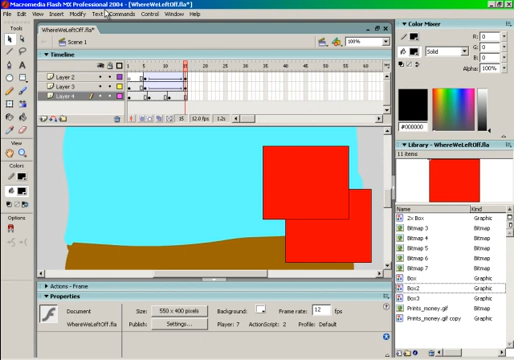 Macromedia Flash MX Professional 2004 - [WhereWeLeftOff.fla*]
File Edit View Insert Modify Text Commands Control Window Help
Tools
WhereWeLeftOff.fla*
Scene 1
100%
Timeline
1 5 10 15 20 25 30 35 40 45 50 55 60
Layer 2
Layer 3
Layer 4
15 12.0 fps 1.2s
View
Colors
Options
Actions - Frame
Properties
Document
WhereWeLeftOff.fla
Size: 550 x 400 pixels
Publish: Settings...
Background:
Frame rate: 12 fps
Player: 7 ActionScript: 2 Profile: Default
Color Mixer
Solid
R: 0
G: 0
B: 0
Alpha: 100%
#000000
Library - WhereWeLeftOff.fla
11 items
Name Kind
2x Box Graphic
Bitmap 3 Bitmap
Bitmap 4 Bitmap
Bitmap 6 Bitmap
Bitmap 7 Bitmap
Box Graphic
Box2 Graphic
Box3 Graphic
Prints_money.gif Bitmap
Prints_money.gif copy Bitmap